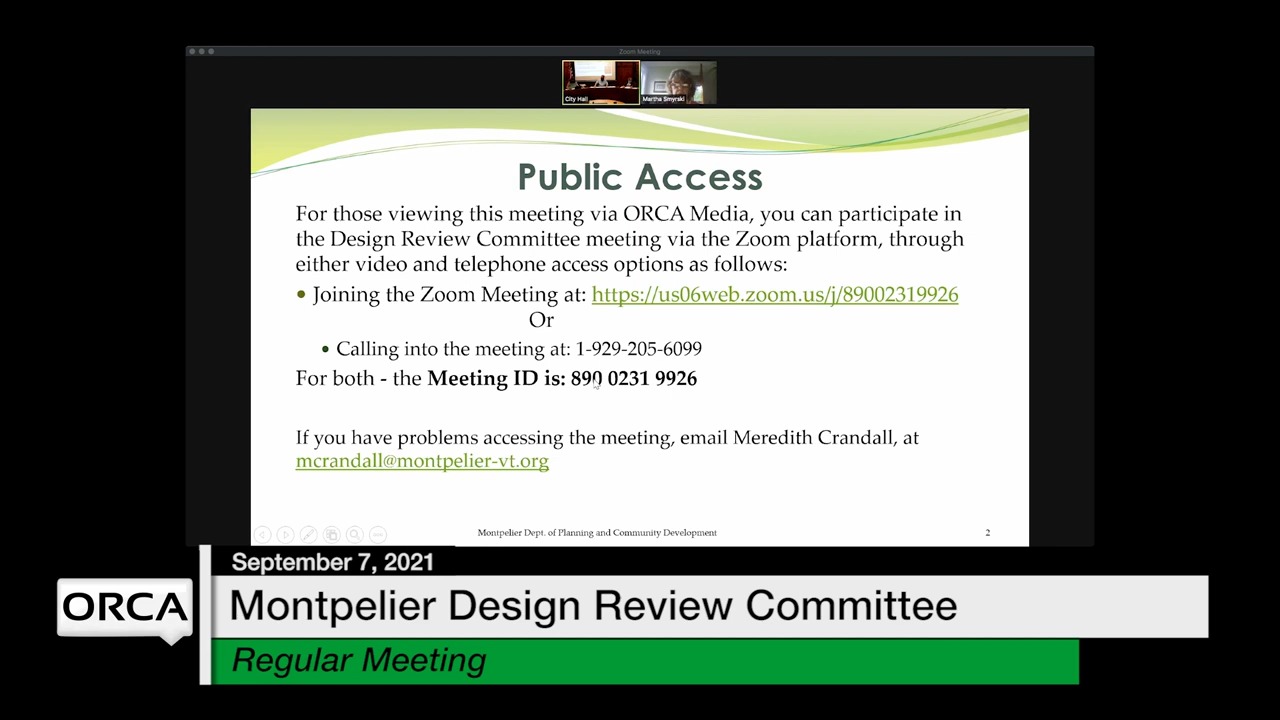 Zoom Meeting
City Hall
Martha Smyrski
Public Access
For those viewing this meeting via ORCA Media, you can participate in
the Design Review Committee meeting via the Zoom platform, through
either video and telephone access options as follows:
• Joining the Zoom Meeting at: https://us06web.zoom.us/j/89002319926
Or
• Calling into the meeting at: 1-929-205-6099
For both - the Meeting ID is: 890 0231 9926
If you have problems accessing the meeting, email Meredith Crandall, at
mcrandall@montpelier-vt.org
Montpelier Dept. of Planning and Community Development
2
September 7, 2021
ORCA
Montpelier Design Review Committee
Regular Meeting